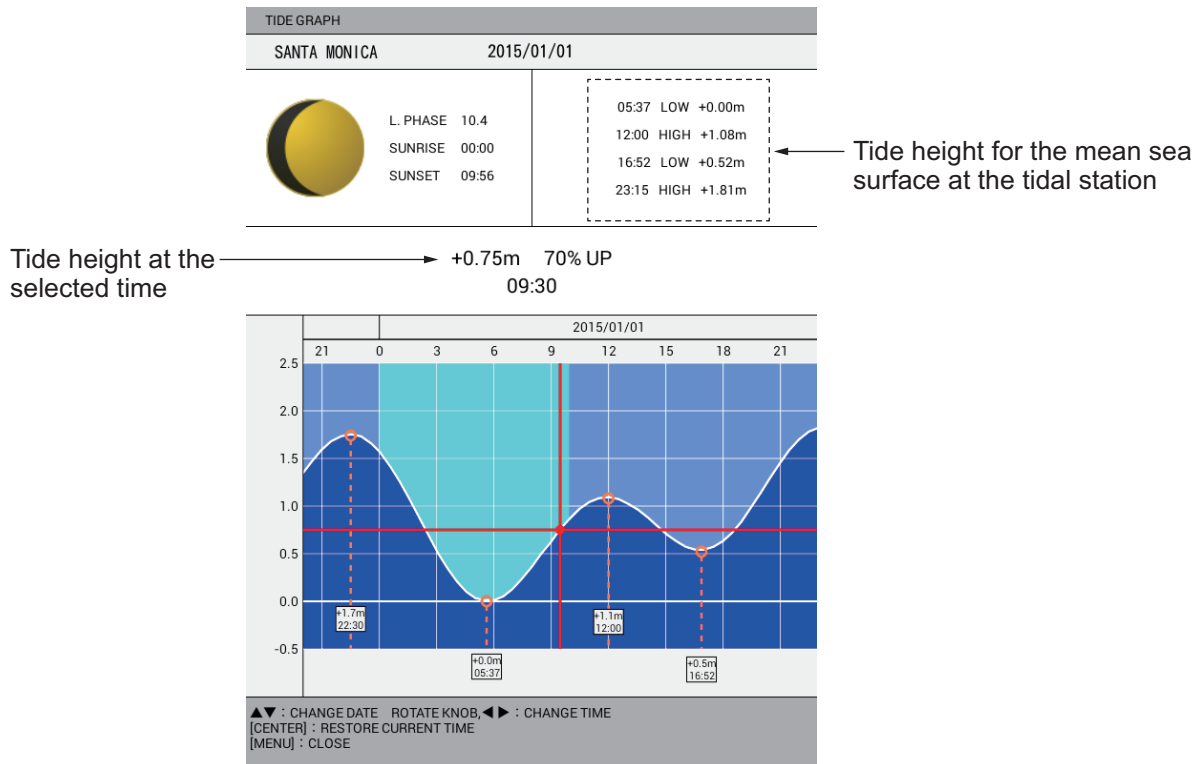 TIDE GRAPH
SANTA MONICA 2015/01/01
L. PHASE 10.4
SUNRISE 00:00
SUNSET 09:56
05:37 LOW +0.00m
12:00 HIGH +1.08m
16:52 LOW +0.52m
23:15 HIGH +1.81m
Tide height for the mean sea
surface at the tidal station
Tide height at the
selected time
+0.75m 70% UP
09:30
2015/01/01
21 0 3 6 9 12 15 18 21
2.5
2.0
1.5
1.0
0.5
0.0
-0.5
+1.7m
22:30
+0.0m
05:37
+1.1m
12:00
+0.5m
16:52
▲▼ : CHANGE DATE ROTATE KNOB,◀ ▶ : CHANGE TIME
[CENTER] : RESTORE CURRENT TIME
[MENU] : CLOSE